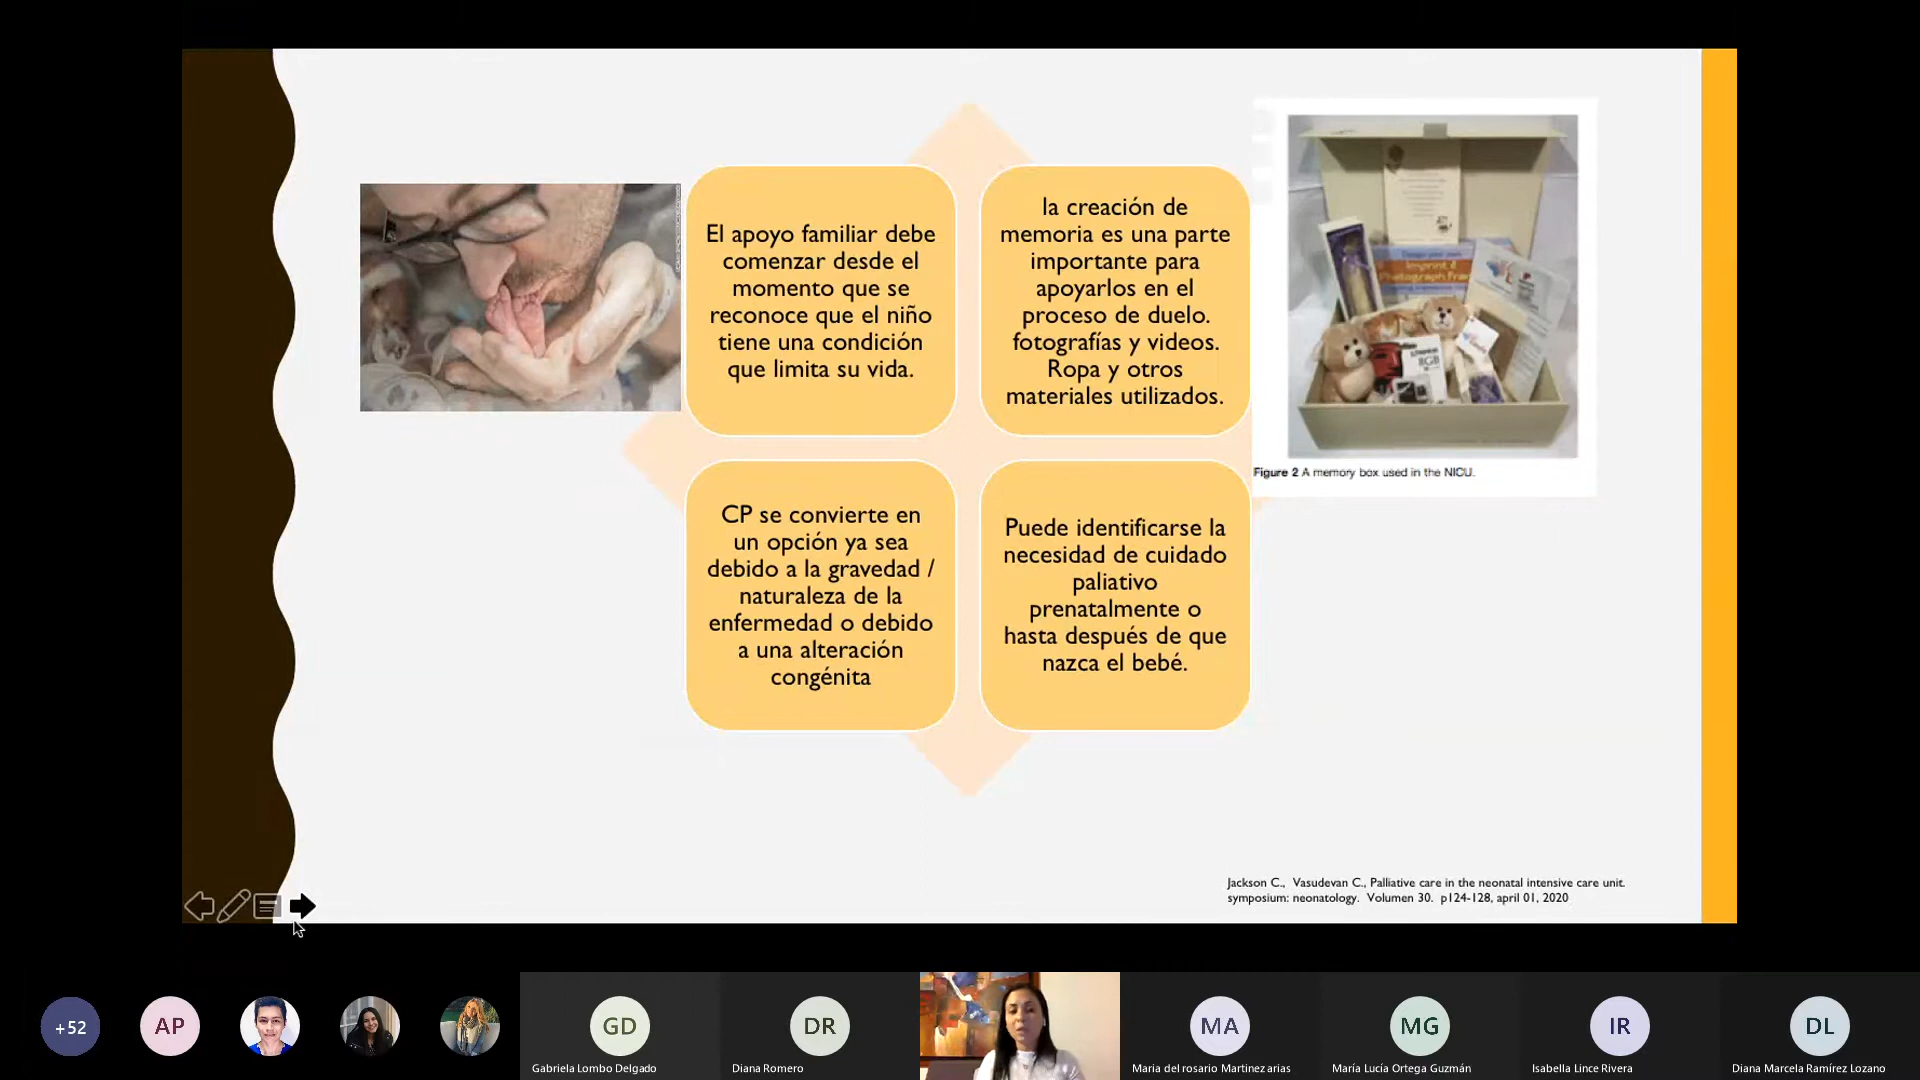 El apoyo familiar debe
comenzar desde el
momento que se
reconoce que el niño
tiene una condición
que limita su vida.
la creación de
memoria es una parte
importante para
apoyarlos en el
proceso de duelo.
fotografías y videos.
Ropa y otros
materiales utilizados.
Imprint &
Photograph Fra
8GB
Figure 2 A memory box used in the NICU.
CP se convierte en
un opción ya sea
debido a la gravedad /
naturaleza de la
enfermedad o debido
a una alteración
congénita
Puede identificarse la
necesidad de cuidado
paliativo
prenatalmente o
hasta después de que
nazca el bebé.
Jackson C., Vasudevan C., Palliative care in the neonatal intensive care unit.
symposium: neonatology. Volumen 30. p124-128, april 01, 2020
+52
AP
GD
Gabriela Lombo Delgado
DR
Diana Romero
MA
Maria del rosario Martinez arias
MG
María Lucía Ortega Guzmán
IR
Isabella Lince Rivera
DL
Diana Marcela Ramírez Lozano